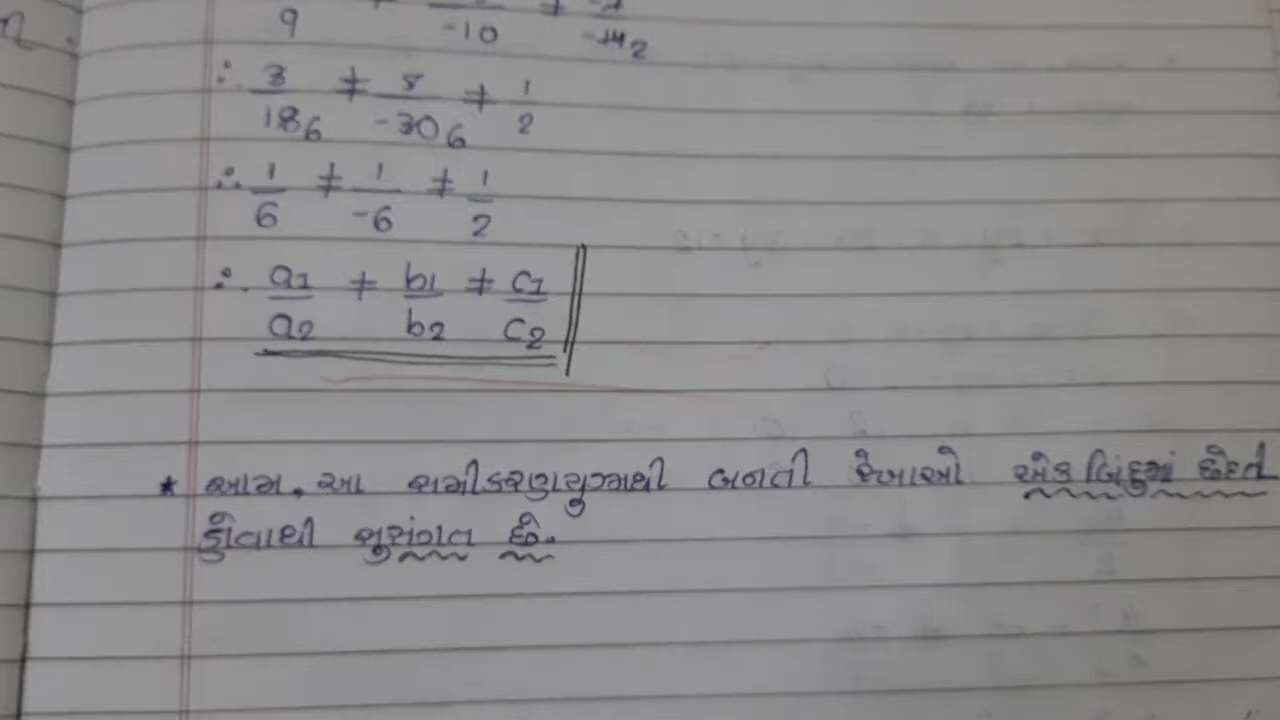 9 -10 -14 2
∴ 3/18 6 ≠ 5/-30 6 ≠ 1/2
∴ 1/6 ≠ 1/-6 ≠ 1/2
∴ a1/a2 ≠ b1/b2 ≠ c1/c2
* આમ, આ સમીકરણયુગ્મથી બનતી રેખાઓ એક બિંદુમાં છેદતી
હોવાથી સુસંગત છે.